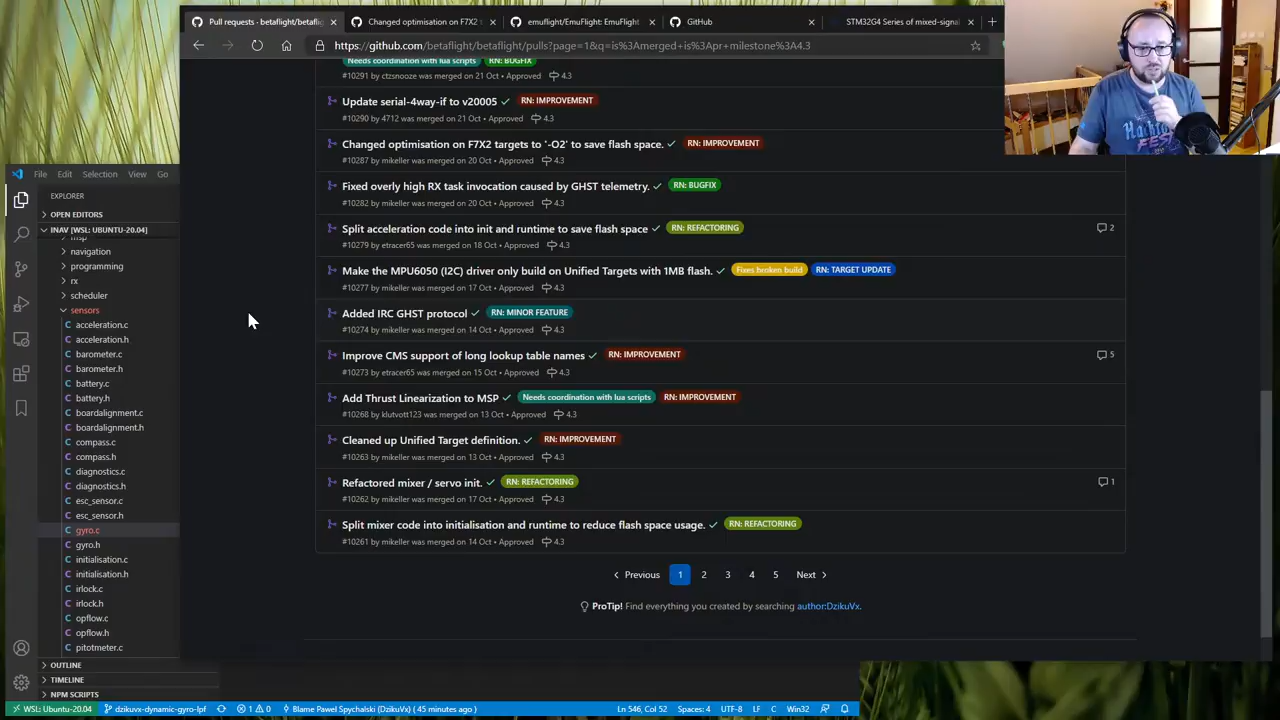 Pull requests · betaflight/betaflig
Changed optimisation on F7X2 t
emuflight/EmuFlight: EmuFlight
GitHub
STM32G4 Series of mixed-signal
https://github.com/betaflight/betaflight/pulls?page=1&q=is%3Amerged+is%3Apr+milestone%3A4.3
Needs coordination with lua scripts RN: BUGFIX
#10291 by ctzsnooze was merged on 21 Oct • Approved 4.3
Update serial-4way-if to v20005 RN: IMPROVEMENT
#10290 by 4712 was merged on 21 Oct • Approved 4.3
Changed optimisation on F7X2 targets to `-O2` to save flash space. RN: IMPROVEMENT
#10287 by mikeller was merged on 20 Oct • Approved 4.3
Fixed overly high RX task invocation caused by GHST telemetry. RN: BUGFIX
#10282 by mikeller was merged on 20 Oct • Approved 4.3
Split acceleration code into init and runtime to save flash space RN: REFACTORING 2
#10279 by etracer65 was merged on 18 Oct • Approved 4.3
Make the MPU6050 (I2C) driver only build on Unified Targets with 1MB flash. Fixes broken build RN: TARGET UPDATE
#10277 by mikeller was merged on 17 Oct • Approved 4.3
Added IRC GHST protocol RN: MINOR FEATURE
#10274 by mikeller was merged on 14 Oct • Approved 4.3
Improve CMS support of long lookup table names RN: IMPROVEMENT 5
#10273 by etracer65 was merged on 15 Oct • Approved 4.3
Add Thrust Linearization to MSP Needs coordination with lua scripts RN: IMPROVEMENT
#10268 by klutvott123 was merged on 13 Oct • Approved 4.3
Cleaned up Unified Target definition. RN: IMPROVEMENT
#10263 by mikeller was merged on 13 Oct • Approved 4.3
Refactored mixer / servo init. RN: REFACTORING 1
#10262 by mikeller was merged on 17 Oct • Approved 4.3
Split mixer code into initialisation and runtime to reduce flash space usage. RN: REFACTORING
#10261 by mikeller was merged on 14 Oct • Approved 4.3
Previous 1 2 3 4 5 Next
ProTip! Find everything you created by searching author:DzikuVx.
File Edit Selection View Go
EXPLORER
OPEN EDITORS
INAV [WSL: UBUNTU-20.04]
navigation
programming
rx
scheduler
sensors
acceleration.c
acceleration.h
barometer.c
barometer.h
battery.c
battery.h
boardalignment.c
boardalignment.h
compass.c
compass.h
diagnostics.c
diagnostics.h
esc_sensor.c
esc_sensor.h
gyro.c
gyro.h
initialisation.c
initialisation.h
irlock.c
irlock.h
opflow.c
opflow.h
pitotmeter.c
OUTLINE
TIMELINE
NPM SCRIPTS
WSL: Ubuntu-20.04 dzikuvx-dynamic-gyro-lpf 1 0 Blame Pawel Spychalski (DzikuVx) ( 45 minutes ago ) Ln 546, Col 52 Spaces: 4 UTF-8 LF C Win32